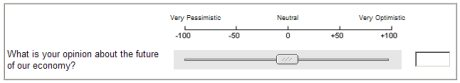 Very Pessimistic Neutral Very Optimistic
-100 -50 0 +50 +100
What is your opinion about the future
of our economy?